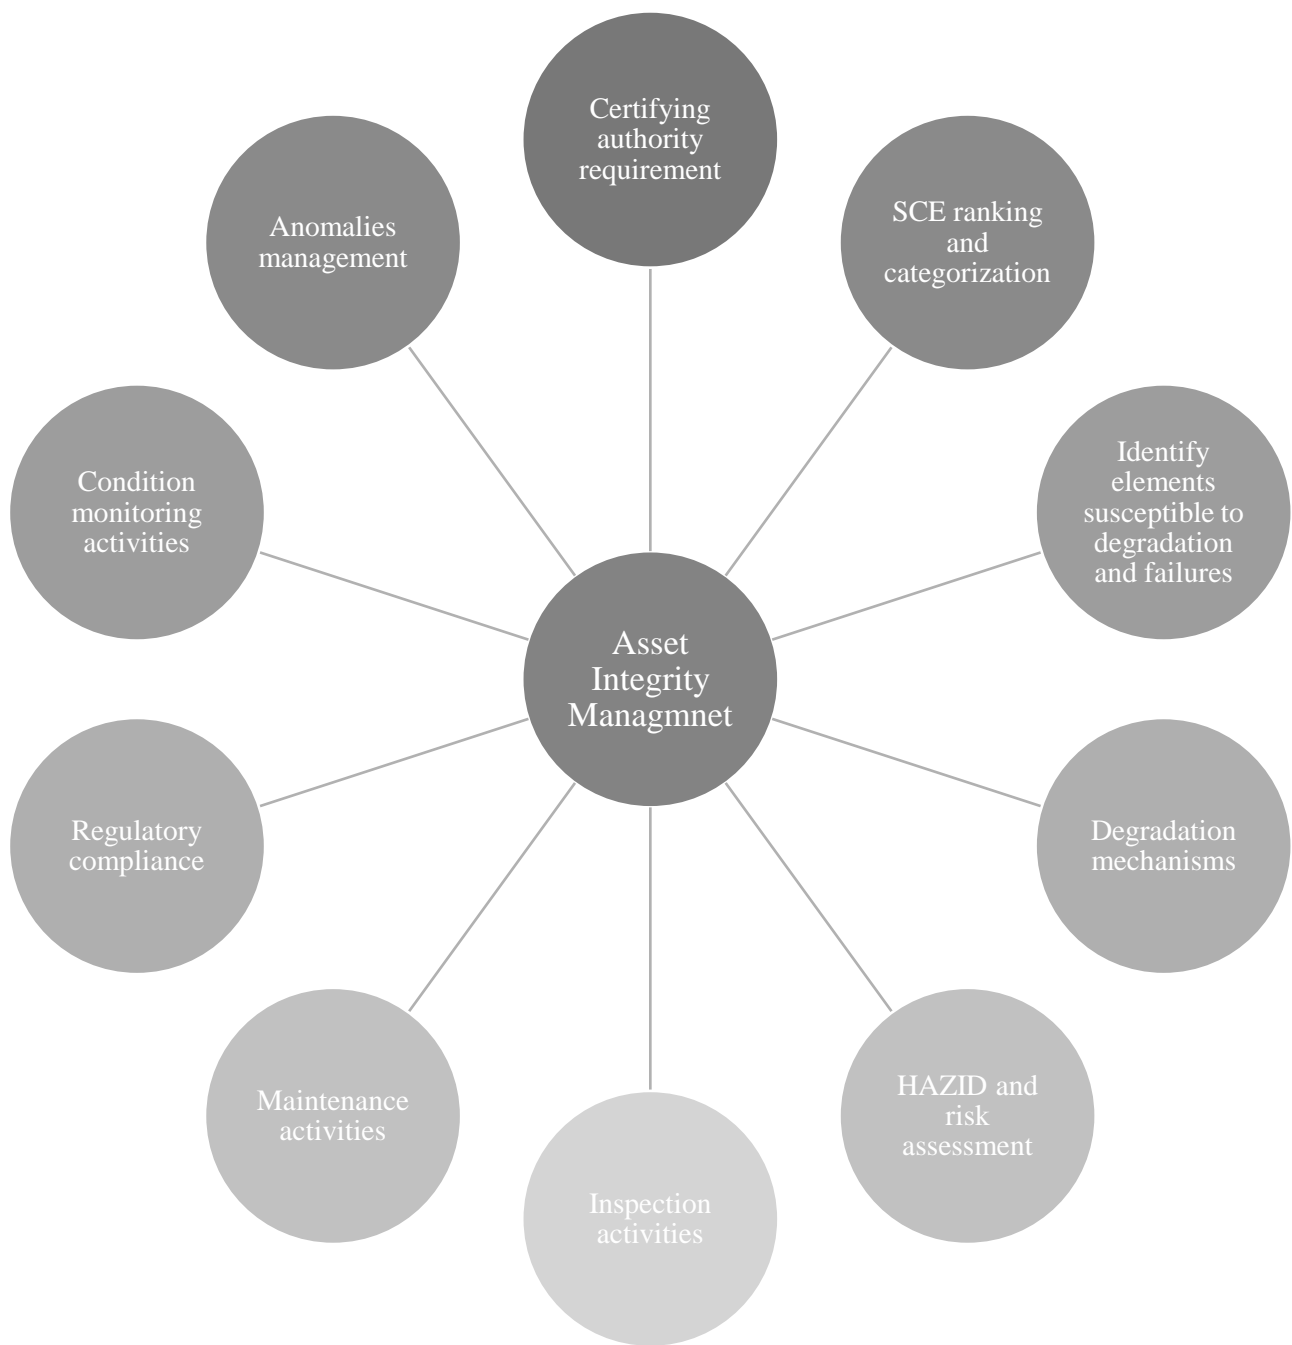 Certifying
authority
requirement
SCE ranking
and
categorization
Identify
elements
susceptible to
degradation
and failures
Degradation
mechanisms
HAZID and
risk
assessment
Inspection
activities
Maintenance
activities
Regulatory
compliance
Condition
monitoring
activities
Anomalies
management
Asset
Integrity
Managmnet